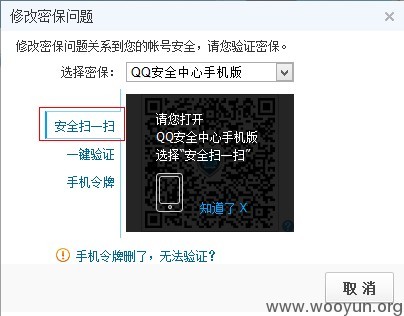 修改密保问题
修改密保问题关系到您的帐号安全，请您验证密保。
选择密保： QQ安全中心手机版
安全扫一扫
一键验证
手机令牌
请您打开
QQ安全中心手机版
选择“安全扫一扫”
知道了 X
手机令牌删了，无法验证？
取 消
www.wooyun.org